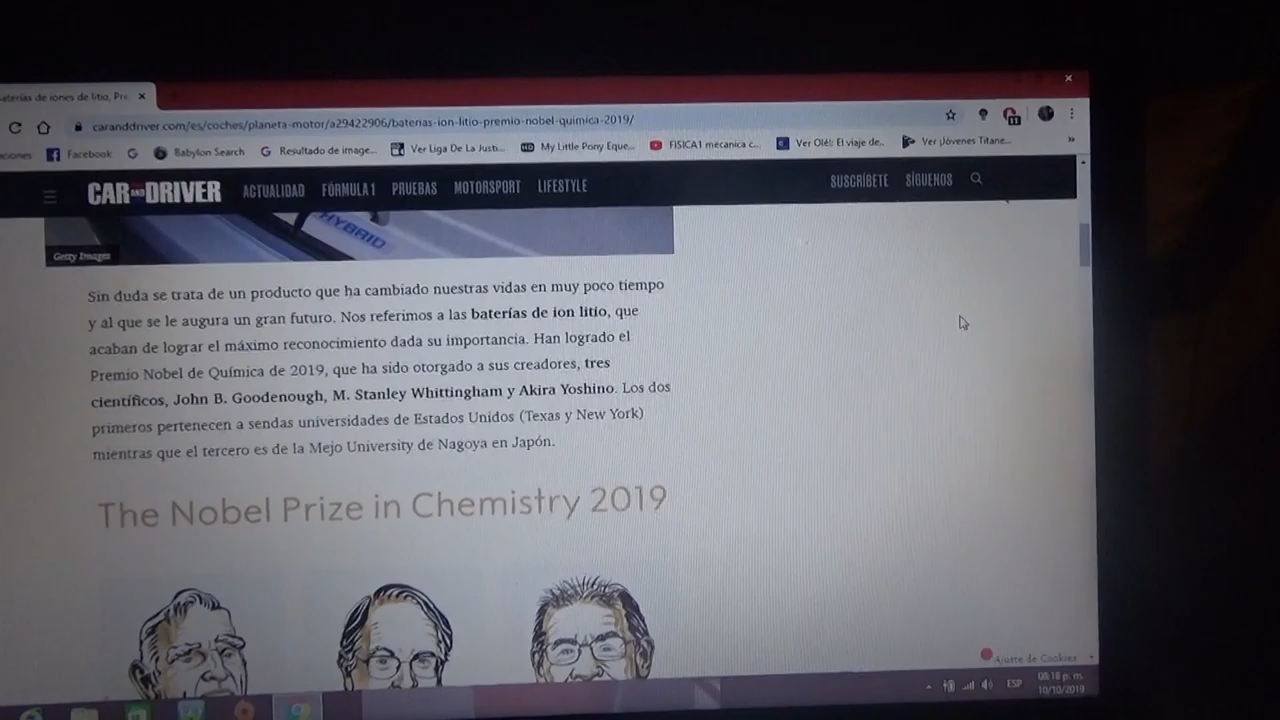 aterías de iones de litio, Pre
caranddriver.com/es/coches/planeta-motor/a29422906/baterias-ion-litio-premio-nobel-quimica-2019/
11
ciones Facebook Babylon Search Resultado de image... Ver Liga De La Justi... My Little Pony Eque... FISICA1 mecanica c... Ver Olé!: El viaje de... Ver ¡Jóvenes Titane...
CAR AND DRIVER ACTUALIDAD FÓRMULA 1 PRUEBAS MOTORSPORT LIFESTYLE SUSCRÍBETE SÍGUENOS
HYBRID
Getty Images
Sin duda se trata de un producto que ha cambiado nuestras vidas en muy poco tiempo
y al que se le augura un gran futuro. Nos referimos a las baterías de ion litio, que
acaban de lograr el máximo reconocimiento dada su importancia. Han logrado el
Premio Nobel de Química de 2019, que ha sido otorgado a sus creadores, tres
científicos, John B. Goodenough, M. Stanley Whittingham y Akira Yoshino. Los dos
primeros pertenecen a sendas universidades de Estados Unidos (Texas y New York)
mientras que el tercero es de la Mejo University de Nagoya en Japón.
The Nobel Prize in Chemistry 2019
Ajuste de Cookies
ESP
08:18 p. m.
10/10/2019